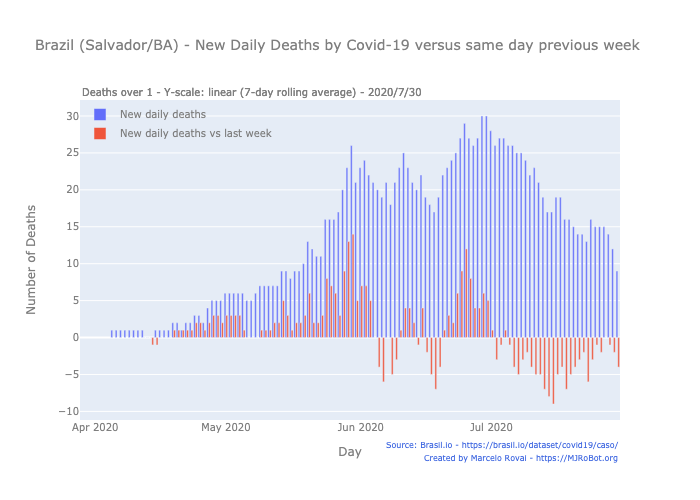 Brazil (Salvador/BA) - New Daily Deaths by Covid-19 versus same day previous week
Deaths over 1 - Y-scale: linear (7-day rolling average) - 2020/7/30
New daily deaths
New daily deaths vs last week
30
25
20
15
10
5
0
−5
−10
Number of Deaths
Apr 2020
May 2020
Jun 2020
Jul 2020
Day
Source: Brasil.io - https://brasil.io/dataset/covid19/caso/
Created by Marcelo Rovai - https://MJRoBot.org